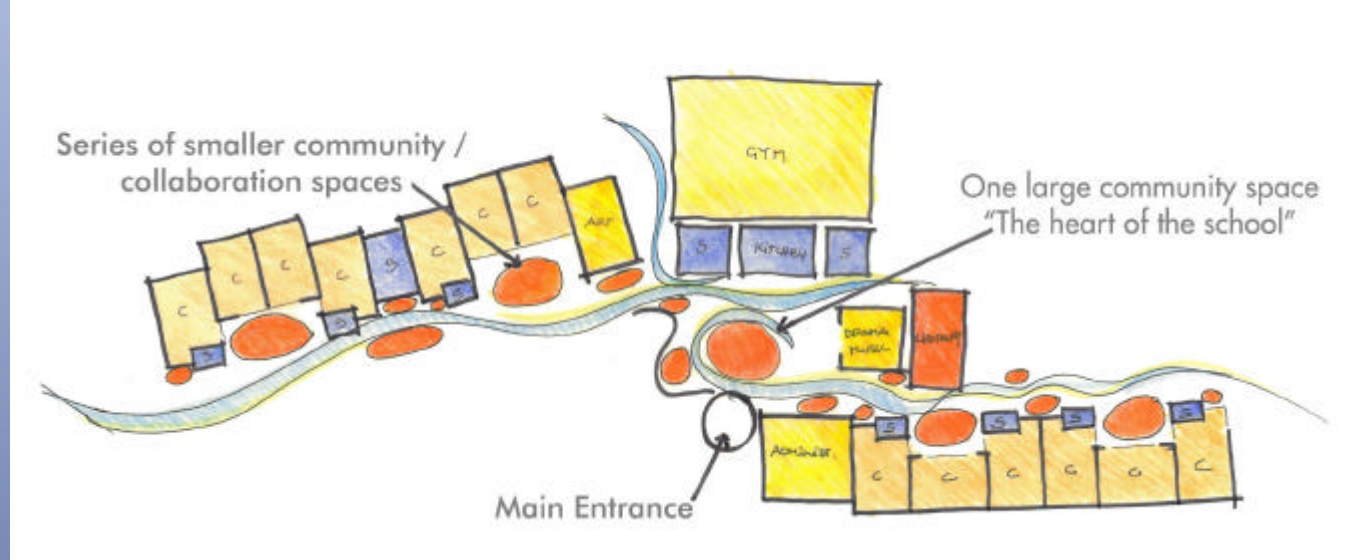 GYM
Series of smaller community /
collaboration spaces
One large community space
"The heart of the school"
C
C
ART
S
KITCHEN
S
C
C
C
S
C
C
S
S
S
DRAMA
MUSIC
LIBRARY
S
S
S
S
ADMINIST.
C
C
C
C
C
C
Main Entrance